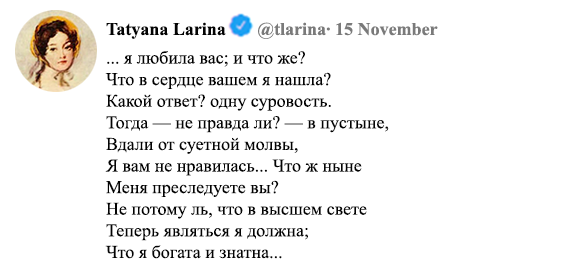 Tatyana Larina @tlarina· 15 November
... я любила вас; и что же?
Что в сердце вашем я нашла?
Какой ответ? одну суровость.
Тогда — не правда ли? — в пустыне,
Вдали от суетной молвы,
Я вам не нравилась... Что ж ныне
Меня преследуете вы?
Не потому ль, что в высшем свете
Теперь являться я должна;
Что я богата и знатна...